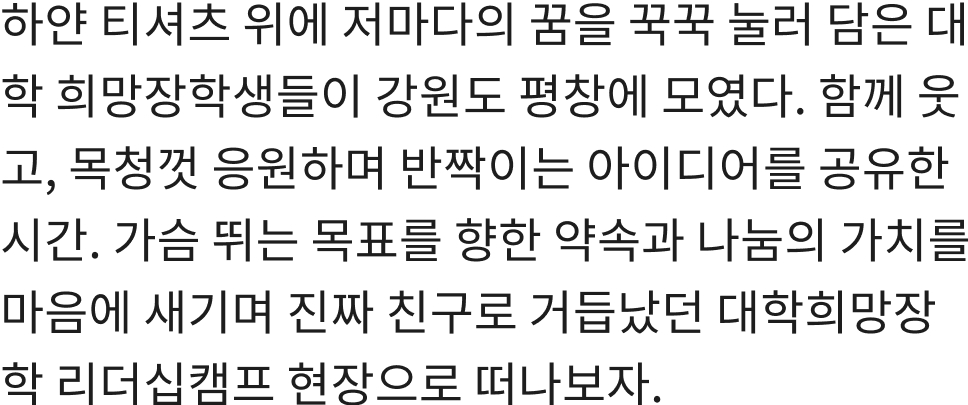 하얀 티셔츠 위에 저마다의 꿈을 꾹꾹 눌러 담은 대
학 희망장학생들이 강원도 평창에 모였다. 함께 웃
고, 목청껏 응원하며 반짝이는 아이디어를 공유한
시간. 가슴 뛰는 목표를 향한 약속과 나눔의 가치를
마음에 새기며 진짜 친구로 거듭났던 대학희망장
학 리더십캠프 현장으로 떠나보자.